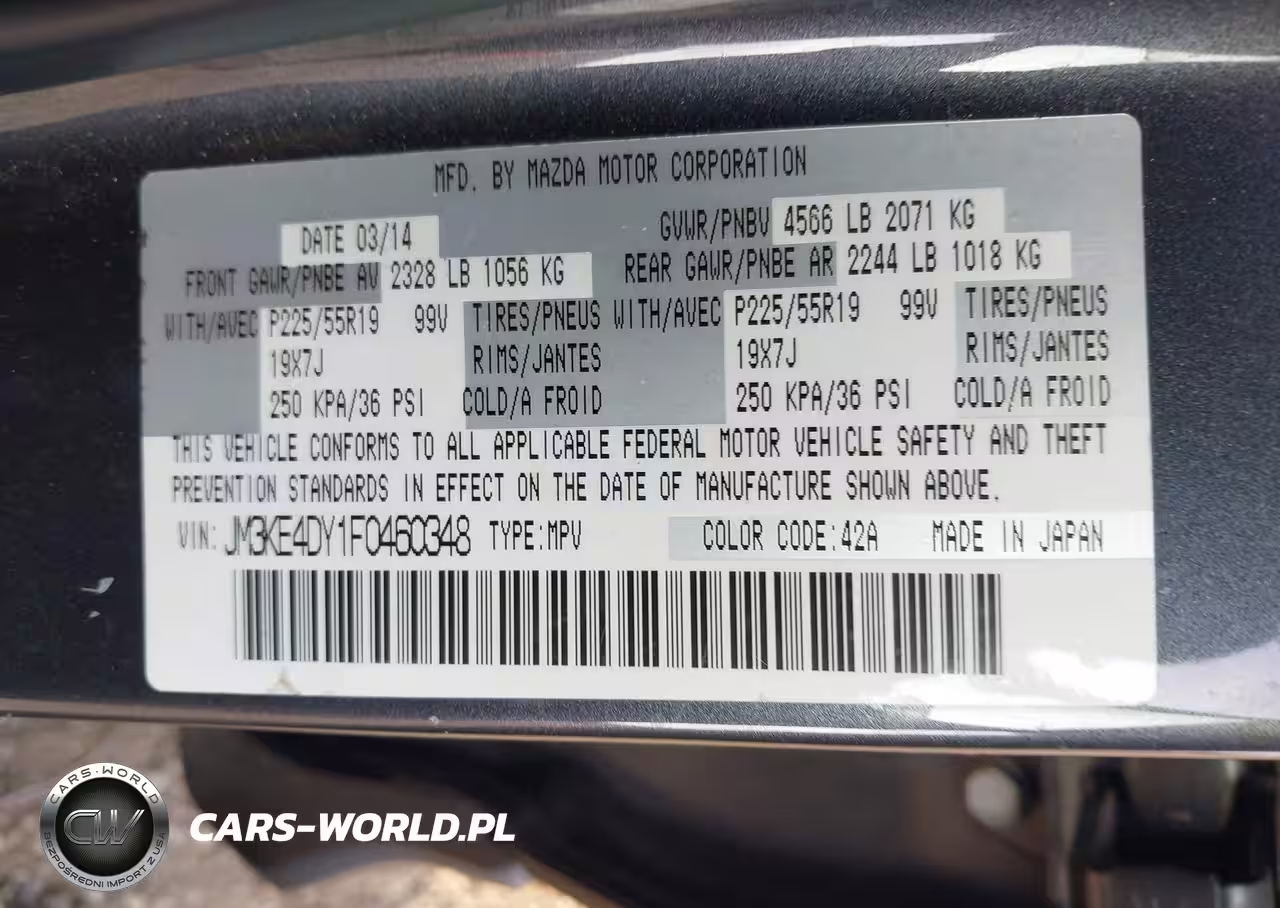 MFD. BY MAZDA MOTOR CORPORATION
DATE 03/14 GVWR/PNBV 4566 LB 2071 KG
FRONT GAWR/PNBE AV 2328 LB 1056 KG REAR GAWR/PNBE AR 2244 LB 1018 KG
WITH/AVEC P225/55R19 99V TIRES/PNEUS WITH/AVEC P225/55R19 99V TIRES/PNEUS
19X7J RIMS/JANTES 19X7J RIMS/JANTES
250 KPA/36 PSI COLD/A FROID 250 KPA/36 PSI COLD/A FROID
THIS VEHICLE CONFORMS TO ALL APPLICABLE FEDERAL MOTOR VEHICLE SAFETY AND THEFT
PREVENTION STANDARDS IN EFFECT ON THE DATE OF MANUFACTURE SHOWN ABOVE.
VIN: JM3KE4DY1F0460348 TYPE:MPV COLOR CODE:42A MADE IN JAPAN
CARS-WORLD
CW
BEZPOŚREDNI IMPORT Z USA
CARS-WORLD.PL